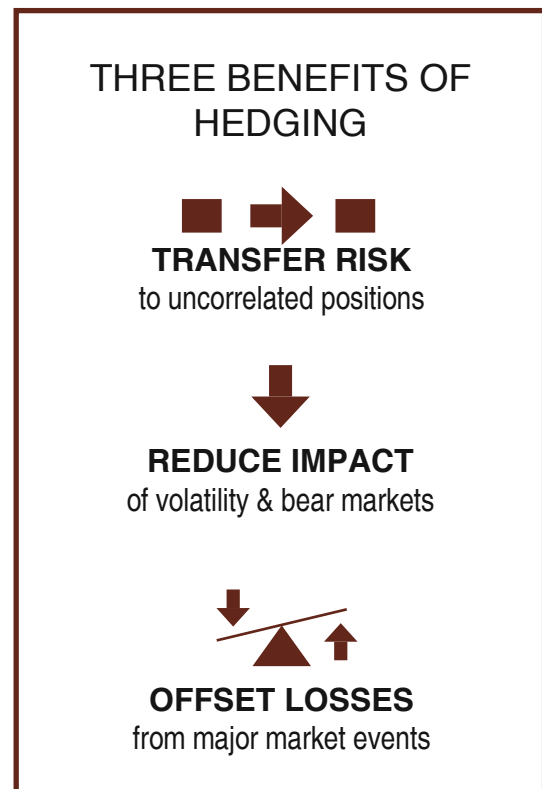 THREE BENEFITS OF
HEDGING
TRANSFER RISK
to uncorrelated positions
REDUCE IMPACT
of volatility & bear markets
OFFSET LOSSES
from major market events